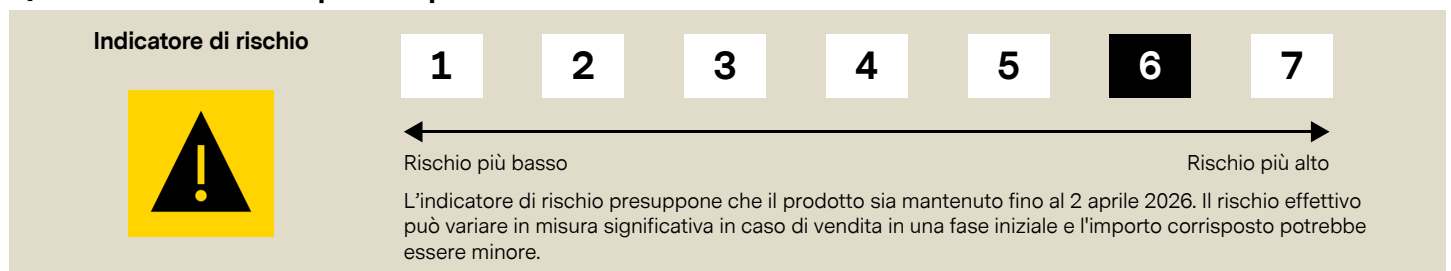 Indicatore di rischio
1 2 3 4 5 6 7
Rischio più basso Rischio più alto
L'indicatore di rischio presuppone che il prodotto sia mantenuto fino al 2 aprile 2026. Il rischio effettivo
può variare in misura significativa in caso di vendita in una fase iniziale e l'importo corrisposto potrebbe
essere minore.